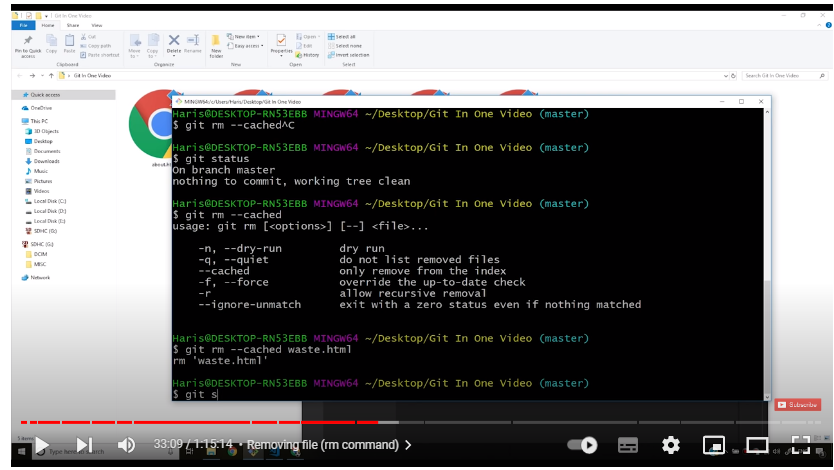 Git In One Video
File Home Share View
Cut
Copy path
Paste shortcut
Pin to Quick access
Copy
Paste
Move to
Copy to
Delete
Rename
New folder
New item
Easy access
Properties
Open
Edit
History
Select all
Select none
Invert selection
Clipboard Organize New Open Select
Git In One Video
Search Git In One Video
Quick access
OneDrive
This PC
3D Objects
Desktop
Documents
Downloads
Music
Pictures
Videos
Local Disk (C:)
Local Disk (D:)
Local Disk (E:)
SDHC (G:)
SDHC (G:)
DCIM
MISC
Network
MINGW64:/c/Users/Haris/Desktop/Git In One Video
Haris@DESKTOP-RN53EBB MINGW64 ~/Desktop/Git In One Video (master)
$ git rm --cached^C
Haris@DESKTOP-RN53EBB MINGW64 ~/Desktop/Git In One Video (master)
$ git status
On branch master
nothing to commit, working tree clean
Haris@DESKTOP-RN53EBB MINGW64 ~/Desktop/Git In One Video (master)
$ git rm --cached
usage: git rm [<options>] [--] <file>...
-n, --dry-run dry run
-q, --quiet do not list removed files
--cached only remove from the index
-f, --force override the up-to-date check
-r allow recursive removal
--ignore-unmatch exit with a zero status even if nothing matched
Haris@DESKTOP-RN53EBB MINGW64 ~/Desktop/Git In One Video (master)
$ git rm --cached waste.html
rm 'waste.html'
Haris@DESKTOP-RN53EBB MINGW64 ~/Desktop/Git In One Video (master)
$ git s
Subscribe
33:09 / 1:15:14 • Removing file (rm command)